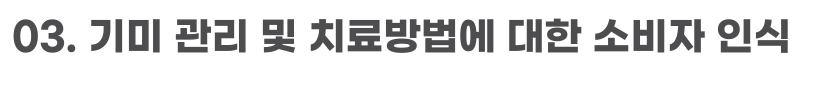 03. 기미 관리 및 치료방법에 대한 소비자 인식